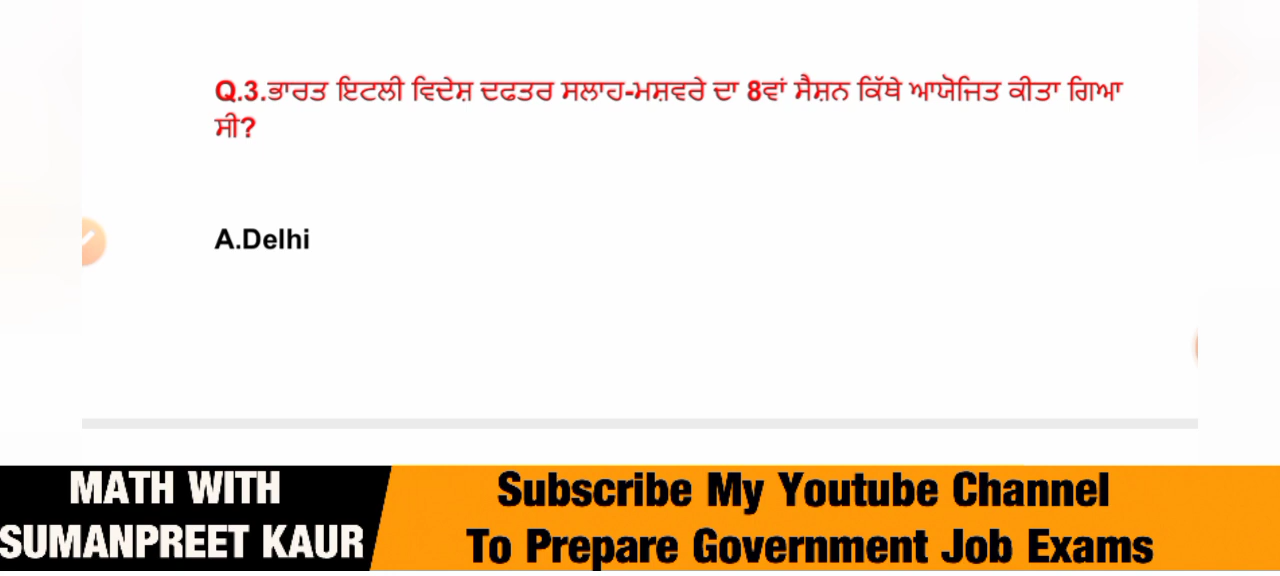 Q.3.ਭਾਰਤ ਇਟਲੀ ਵਿਦੇਸ਼ ਦਫਤਰ ਸਲਾਹ-ਮਸ਼ਵਰੇ ਦਾ 8ਵਾਂ ਸੈਸ਼ਨ ਕਿੱਥੇ ਆਯੋਜਿਤ ਕੀਤਾ ਗਿਆ
ਸੀ?
A.Delhi
MATH WITH
SUMANPREET KAUR
Subscribe My Youtube Channel
To Prepare Government Job Exams